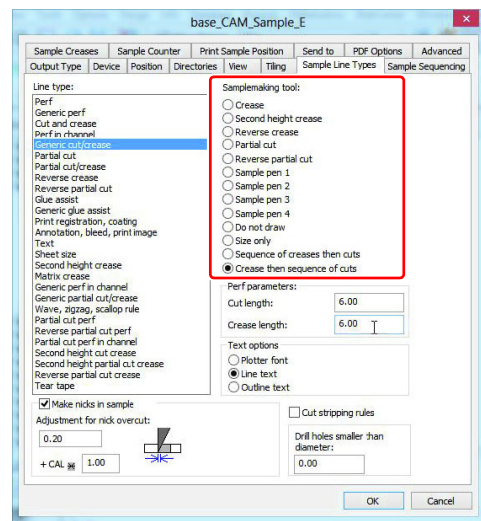 base_CAM_Sample_E
Sample Creases Sample Counter Print Sample Position Send to PDF Options Advanced
Output Type Device Position Directories View Tiling Sample Line Types Sample Sequencing
Line type:
Perf
Generic perf
Cut and crease
Perf in channel
Generic cut/crease
Partial cut
Partial cut/crease
Reverse crease
Reverse partial cut
Glue assist
Generic glue assist
Print registration, coating
Annotation, bleed, print image
Text
Sheet size
Second height crease
Matrix crease
Generic perf in channel
Generic partial cut/crease
Wave, zigzag, scallop rule
Partial cut perf
Reverse partial cut perf
Partial cut perf in channel
Second height cut crease
Second height partial cut crease
Reverse partial cut crease
Tear tape
Samplemaking tool:
Crease
Second height crease
Reverse crease
Partial cut
Reverse partial cut
Sample pen 1
Sample pen 2
Sample pen 3
Sample pen 4
Do not draw
Size only
Sequence of creases then cuts
Crease then sequence of cuts
Perf parameters:
Cut length: 6.00
Crease length: 6.00
Text options
Plotter font
Line text
Outline text
Make nicks in sample
Adjustment for nick overcut:
0.20
+ CAL 1.00
Cut stripping rules
Drill holes smaller than
diameter:
0.00
OK Cancel